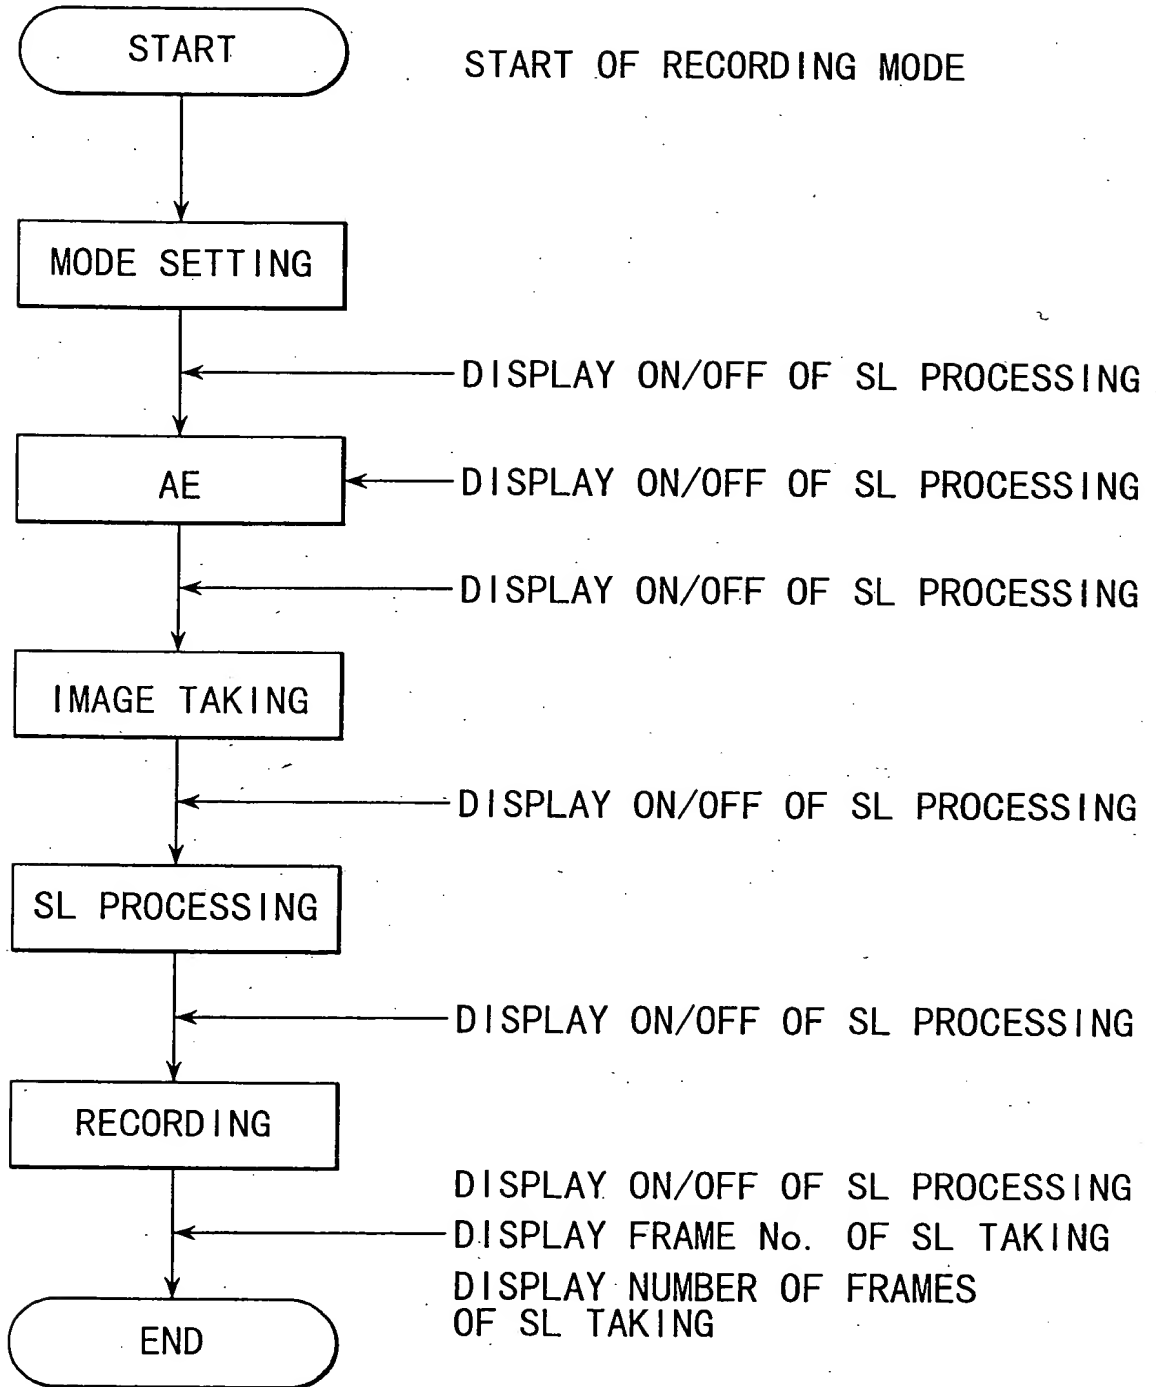 START
START OF RECORDING MODE
MODE SETTING
DISPLAY ON/OFF OF SL PROCESSING
AE
DISPLAY ON/OFF OF SL PROCESSING
DISPLAY ON/OFF OF SL PROCESSING
IMAGE TAKING
DISPLAY ON/OFF OF SL PROCESSING
SL PROCESSING
DISPLAY ON/OFF OF SL PROCESSING
RECORDING
DISPLAY ON/OFF OF SL PROCESSING
DISPLAY FRAME No. OF SL TAKING
DISPLAY NUMBER OF FRAMES
OF SL TAKING
END